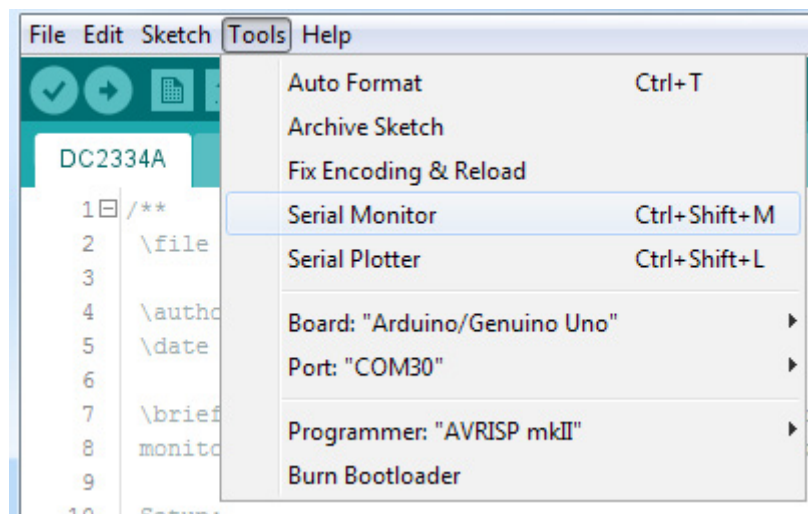 File Edit Sketch Tools Help
Auto Format Ctrl+T
Archive Sketch
DC2334A
Fix Encoding & Reload
1 /**
Serial Monitor Ctrl+Shift+M
2 \file
Serial Plotter Ctrl+Shift+L
3
4 \autho
Board: "Arduino/Genuino Uno"
5 \date
Port: "COM30"
6
7 \brief
Programmer: "AVRISP mkII"
8 monito
Burn Bootloader
9
10